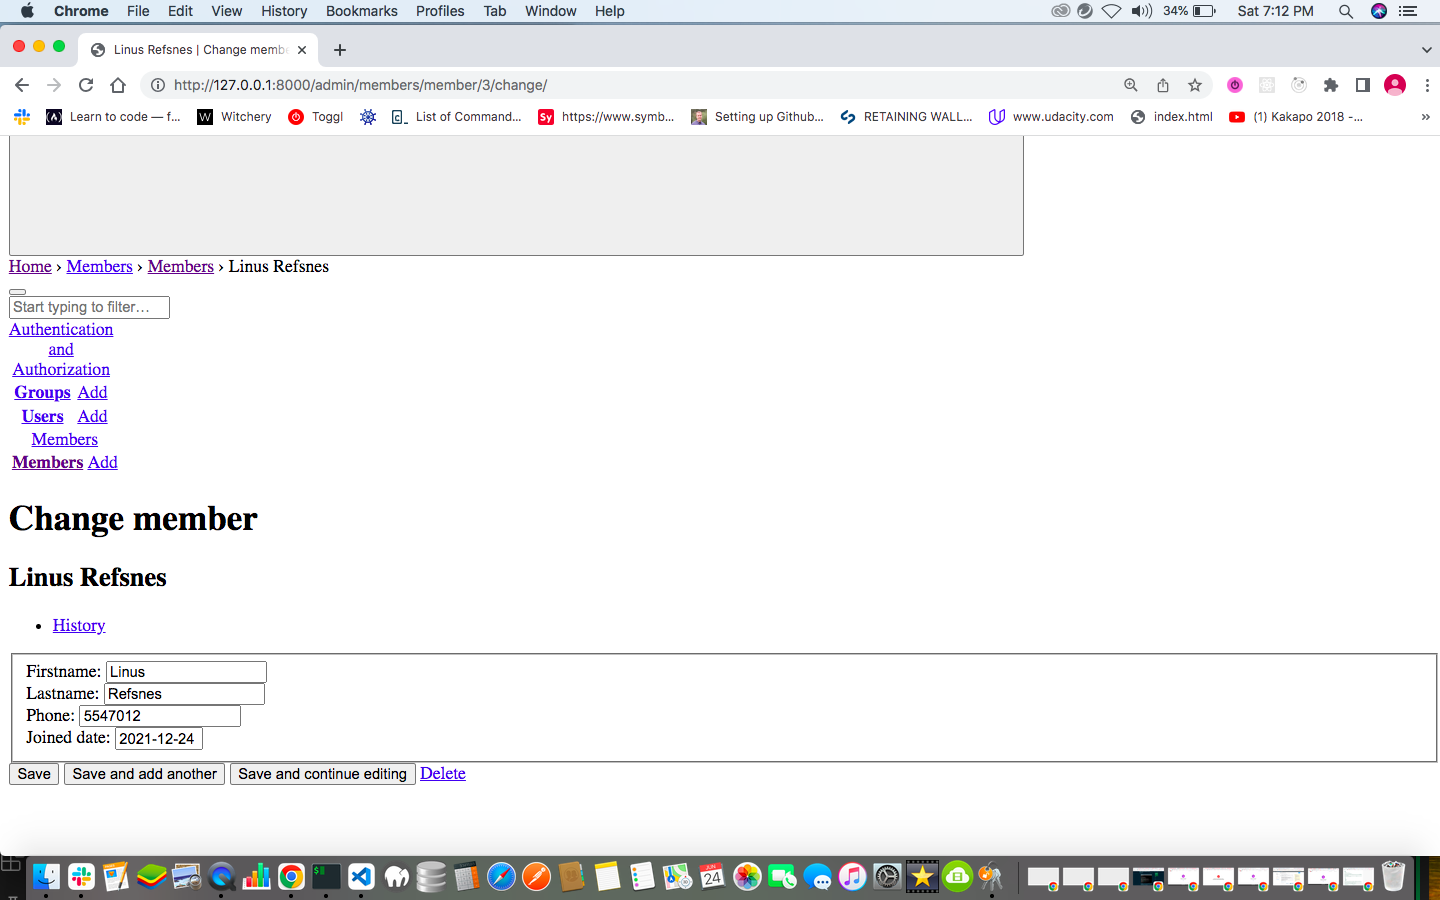 Chrome File Edit View History Bookmarks Profiles Tab Window Help 34% Sat 7:12 PM
Linus Refsnes | Change membe
http://127.0.0.1:8000/admin/members/member/3/change/
Learn to code — f... Witchery Toggl List of Command... https://www.symb... Setting up Github... RETAINING WALL... www.udacity.com index.html (1) Kakapo 2018 -... »
Home › Members › Members › Linus Refsnes
Start typing to filter...
Authentication
and
Authorization
Groups Add
Users Add
Members
Members Add
Change member
Linus Refsnes
• History
Firstname: Linus
Lastname: Refsnes
Phone: 5547012
Joined date: 2021-12-24
Save Save and add another Save and continue editing Delete
JUN
24